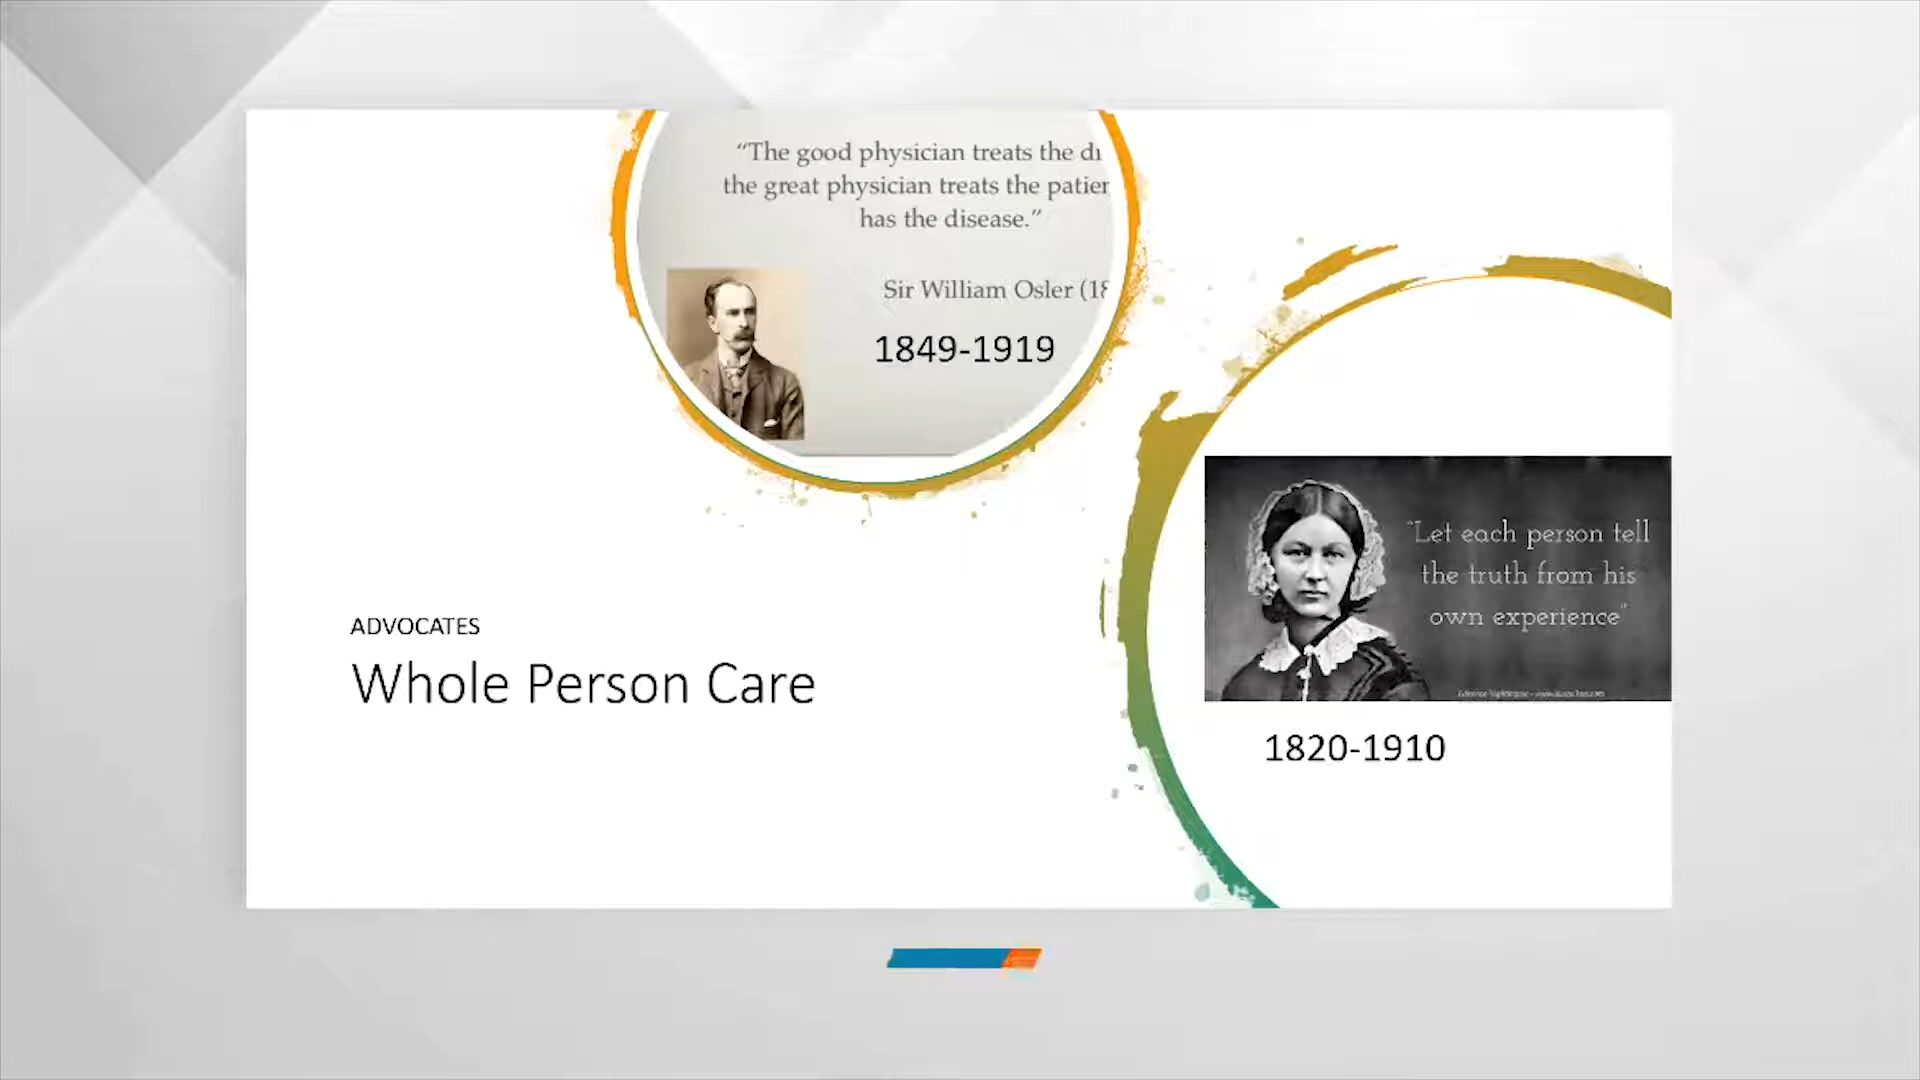 “The good physician treats the
the great physician treats the
has the disease.”
Sir William Osler (18
1849-1919
ADVOCATES
Whole Person Care
“Let each person tell
the truth from his
own experience”
1820-1910